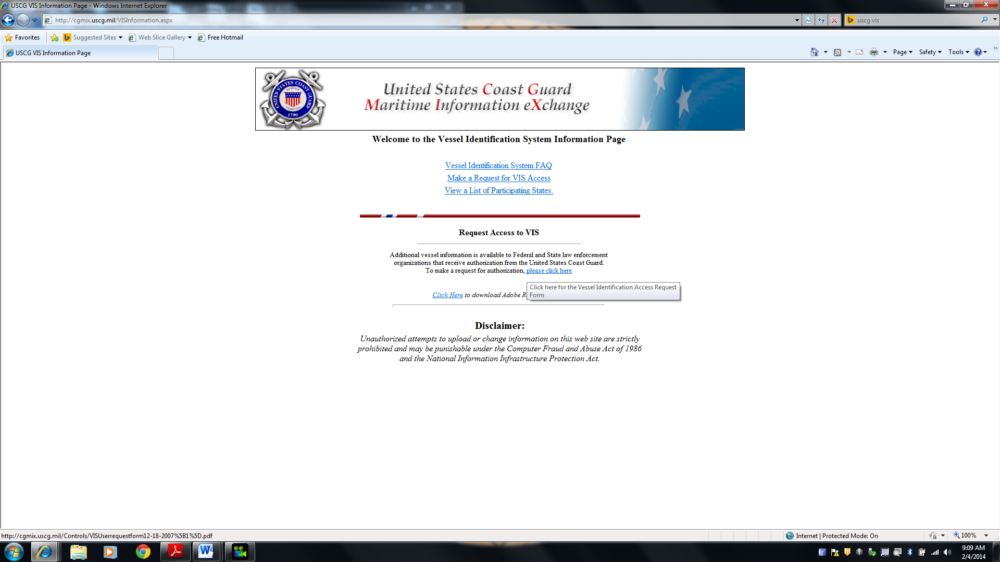 USCG VIS Information Page - Windows Internet Explorer
http://cgmix.uscg.mil/VISInformation.aspx
uscg vis
Favorites
Suggested Sites
Web Slice Gallery
Free Hotmail
USCG VIS Information Page
Page
Safety
Tools
UNITED STATES COAST GUARD
SEMPER
PARATUS
1790
United States Coast Guard
Maritime Information eXchange
Welcome to the Vessel Identification System Information Page
Vessel Identification System FAQ
Make a Request for VIS Access
View a List of Participating States.
Request Access to VIS
Additional vessel information is available to Federal and State law enforcement
organizations that receive authorization from the United States Coast Guard.
To make a request for authorization, please click here
Click here for the Vessel Identification Access Request
Form
Click Here to download Adobe R
Disclaimer:
Unauthorized attempts to upload or change information on this web site are strictly
prohibited and may be punishable under the Computer Fraud and Abuse Act of 1986
and the National Information Infrastructure Protection Act.
http://cgmix.uscg.mil/Controls/VISUserrequestform12-18-2007%5B1%5D.pdf
Internet | Protected Mode: On
100%
9:09 AM
2/4/2014